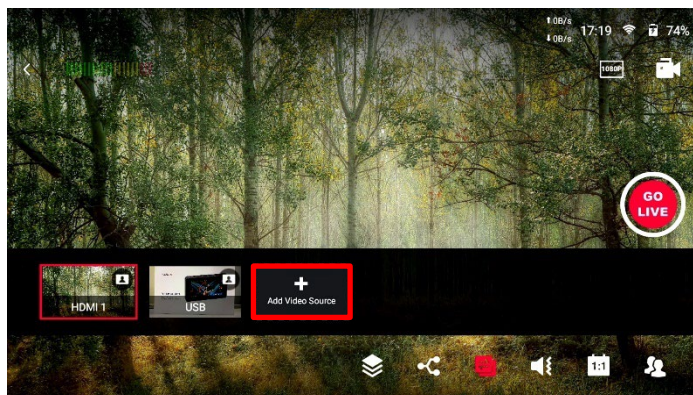 ↑ 0B/s
↓ 0B/s
17:19
74%
1080P
GO
LIVE
HDMI 1
USB
+
Add Video Source
1:1